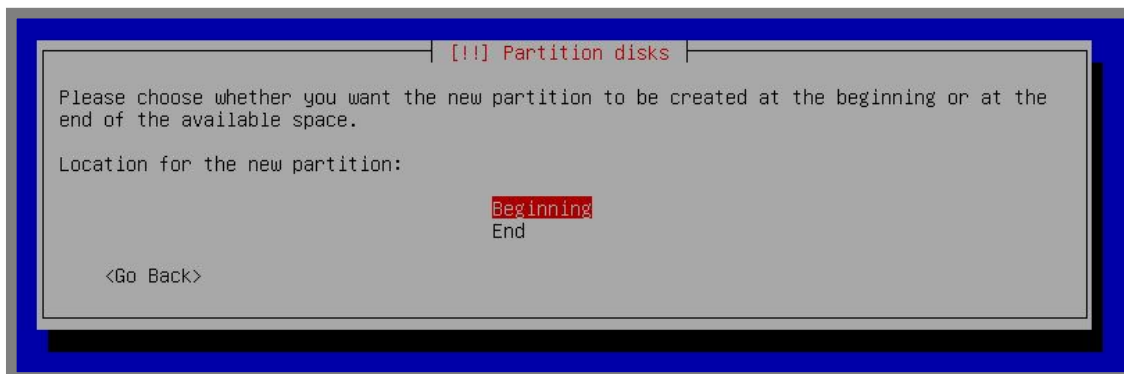 [!!] Partition disks
Please choose whether you want the new partition to be created at the beginning or at the
end of the available space.
Location for the new partition:
Beginning
End
<Go Back>